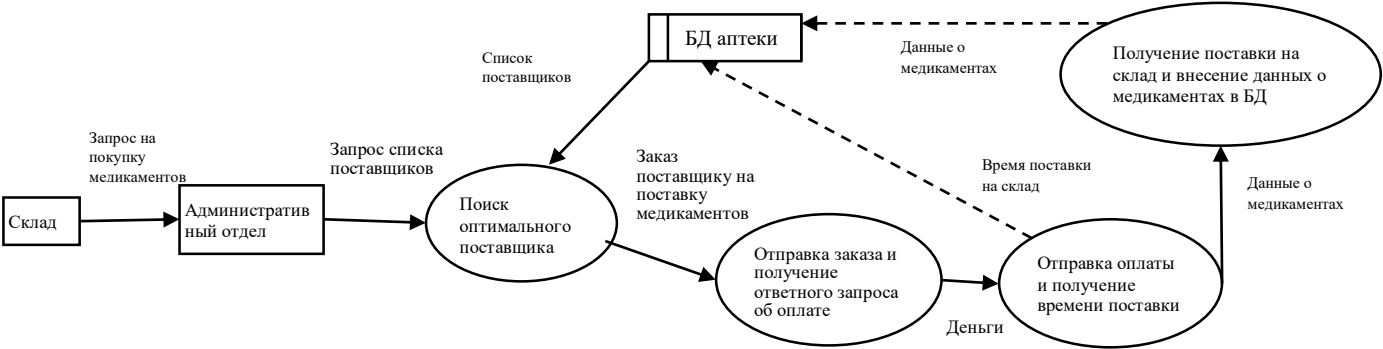 БД аптеки
Список
поставщиков
Данные о
медикаментах
Получение поставки на
склад и внесение данных о
медикаментах в БД
Запрос на
покупку
медикаментов
Запрос списка
поставщиков
Заказ
поставщику на
поставку
медикаментов
Время поставки
на склад
Данные о
медикаментах
Склад
Административ
ный отдел
Поиск
оптимального
поставщика
Отправка заказа и
получение
ответного запроса
об оплате
Деньги
Отправка оплаты
и получение
времени поставки